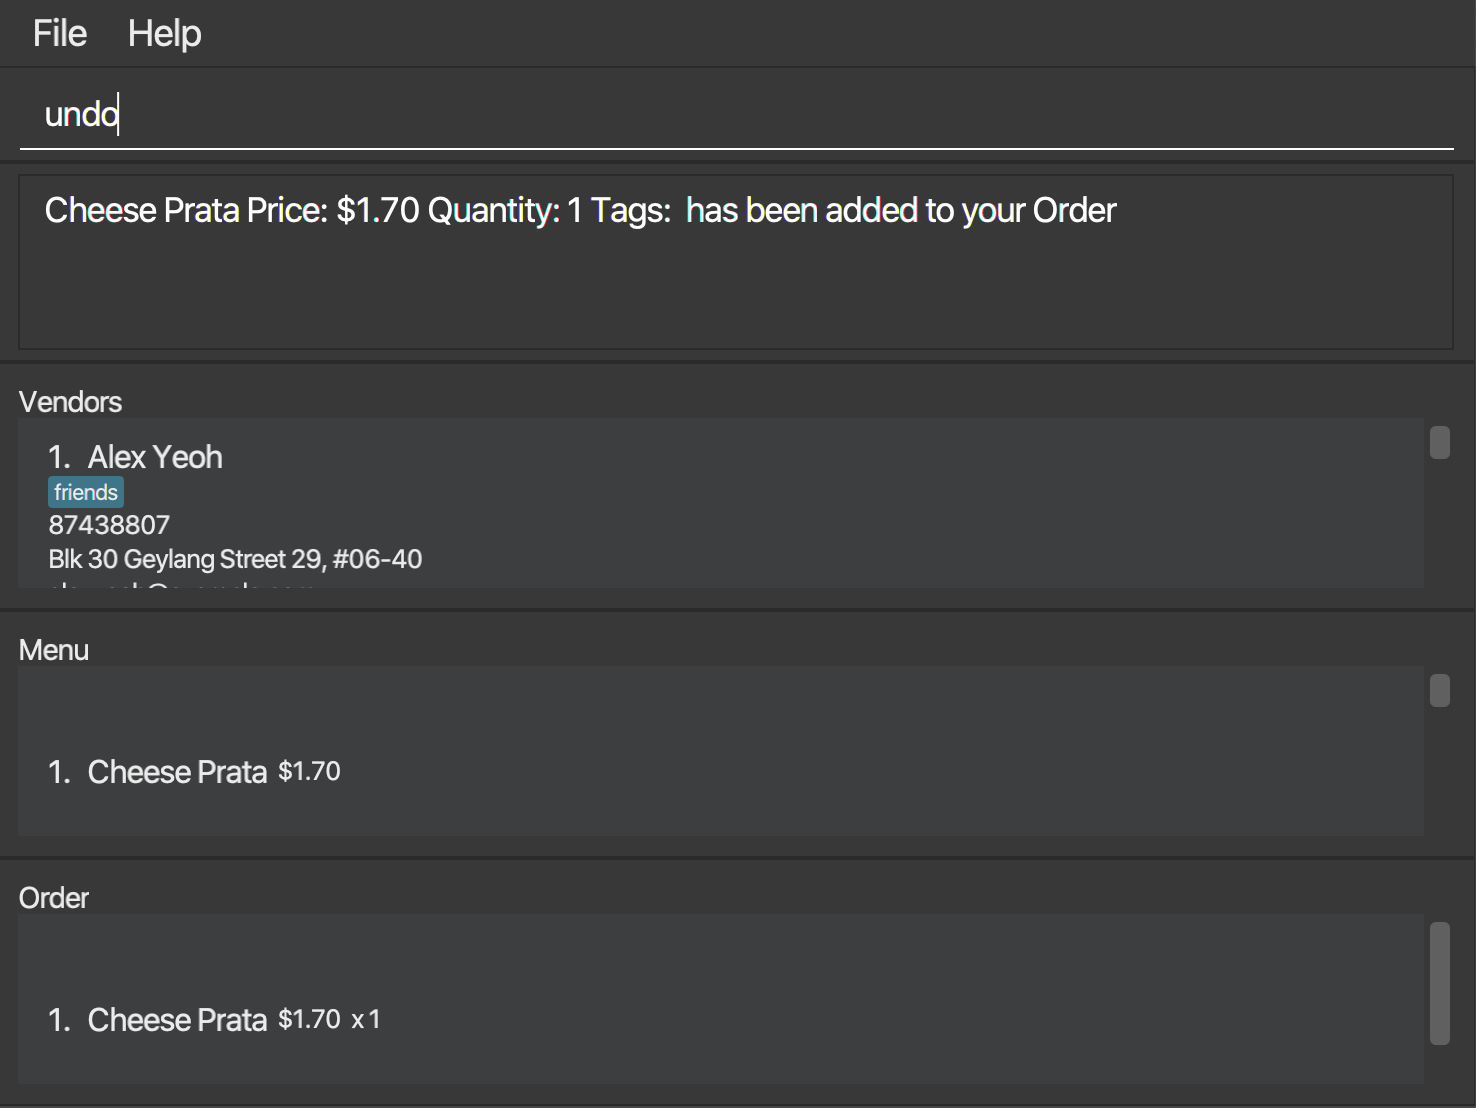 File Help
undo
Cheese Prata Price: $1.70 Quantity: 1 Tags:  has been added to your Order
Vendors
1. Alex Yeoh
friends
87438807
Blk 30 Geylang Street 29, #06-40
Menu
1. Cheese Prata $1.70
Order
1. Cheese Prata $1.70 x 1